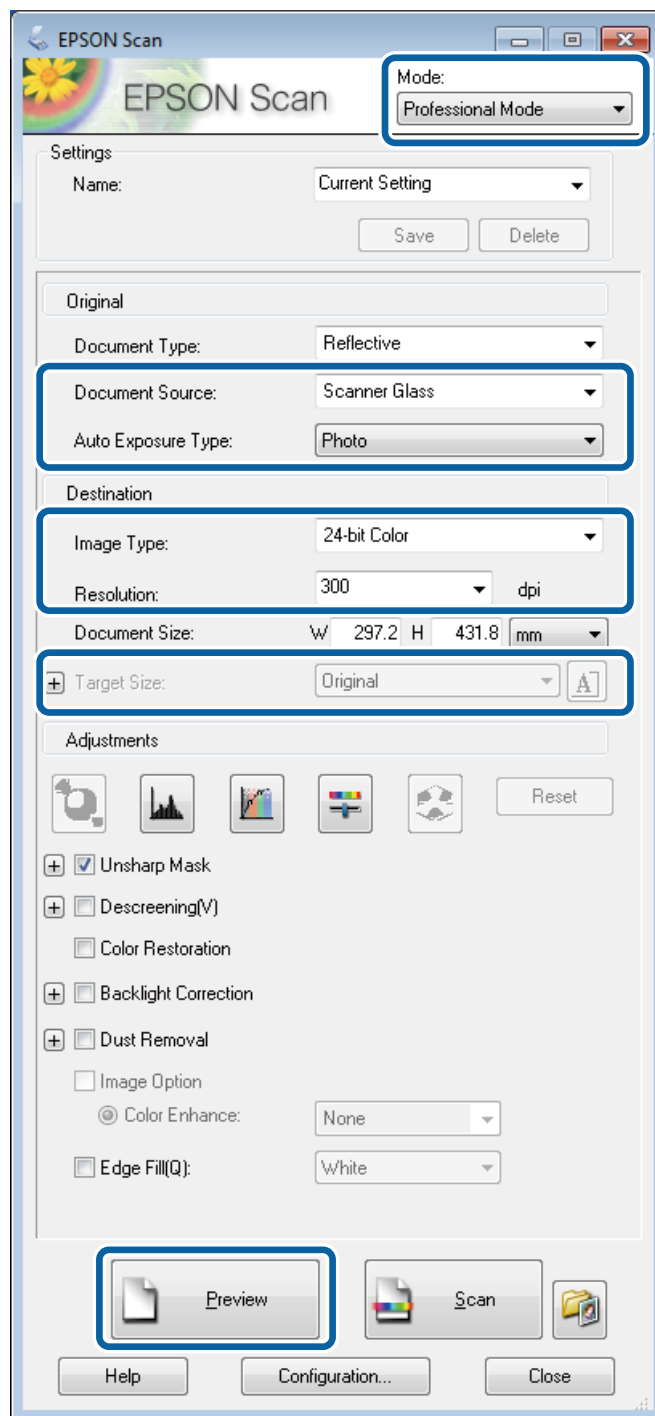 EPSON Scan
EPSON Scan
Mode:
Professional Mode
Settings
Name: Current Setting
Save Delete
Original
Document Type: Reflective
Document Source: Scanner Glass
Auto Exposure Type: Photo
Destination
Image Type: 24-bit Color
Resolution: 300 dpi
Document Size: W 297.2 H 431.8 mm
Target Size: Original A
Adjustments
Reset
Unsharp Mask
Descreening(V)
Color Restoration
Backlight Correction
Dust Removal
Image Option
Color Enhance: None
Edge Fill(Q): White
Preview Scan
Help Configuration... Close